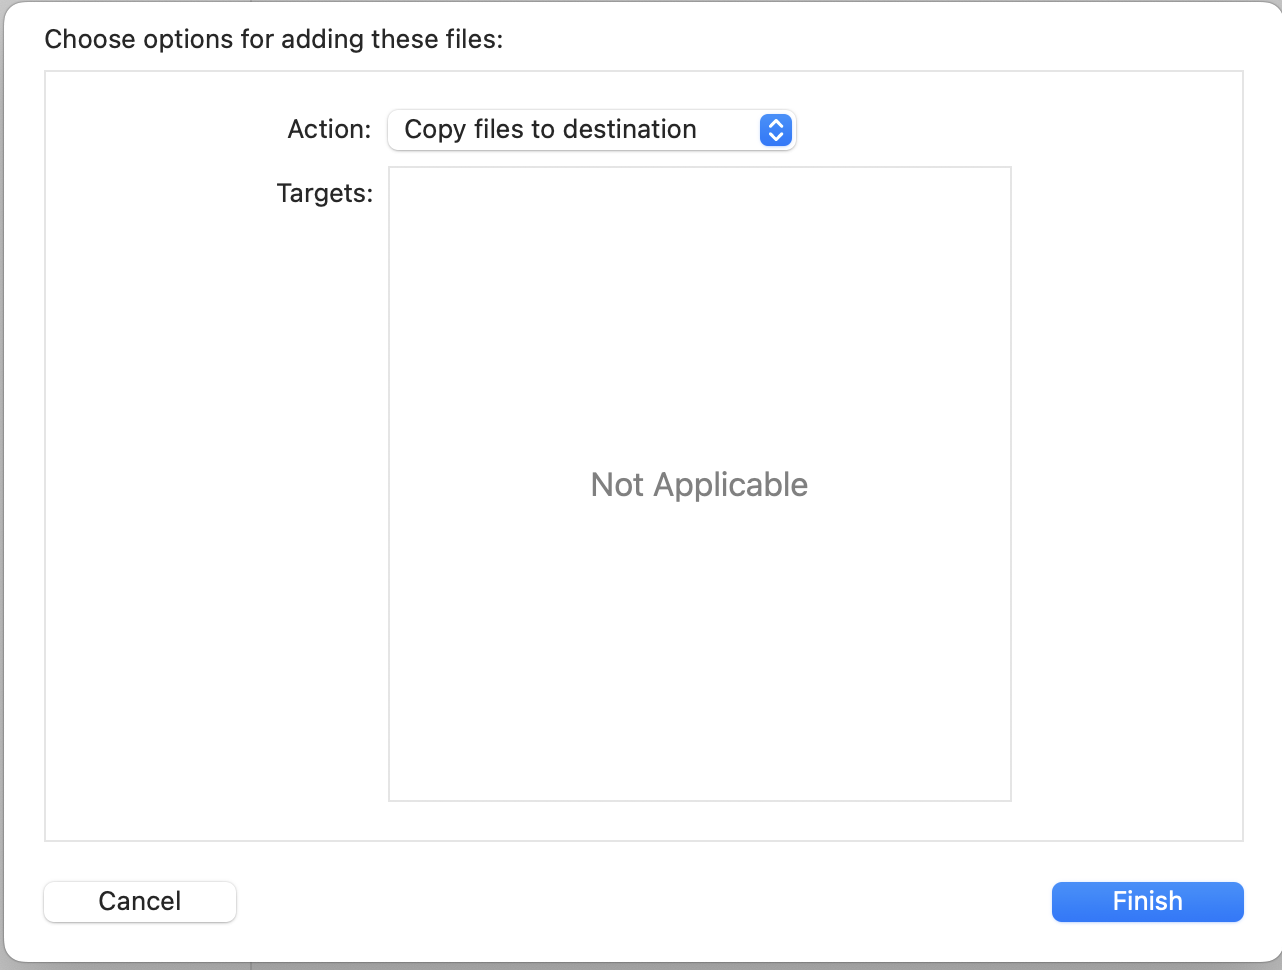 Choose options for adding these files:
Action: Copy files to destination
Targets:
Not Applicable
Cancel Finish